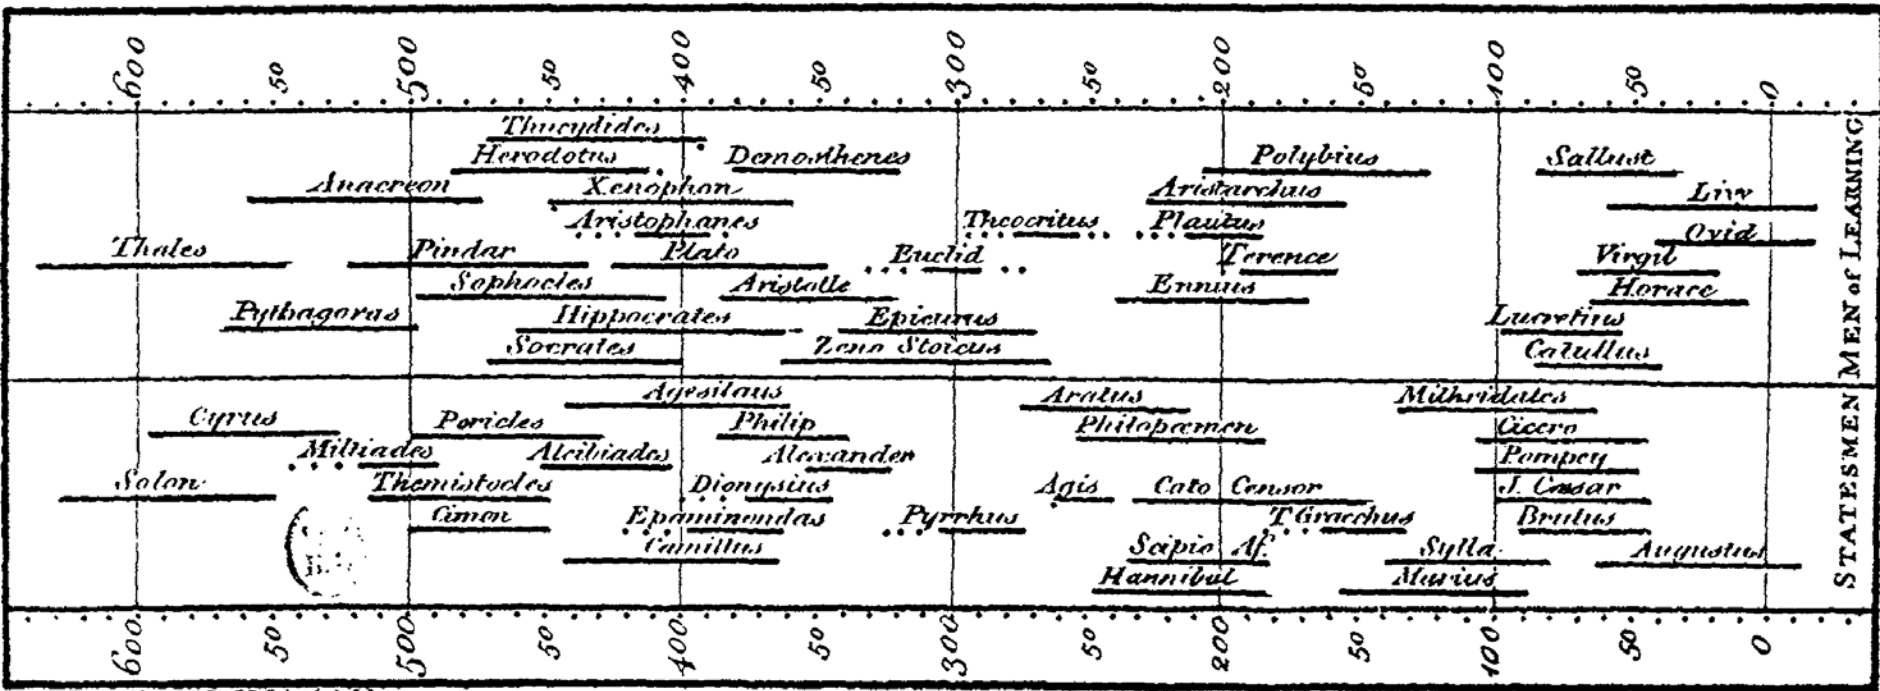 600 50 500 50 400 50 300 50 200 50 100 50 0
Thucydides
Herodotus Demosthenes Polybius Sallust
Anacreon Xenophon Aristarchus Livy
Aristophanes Theocritus Plautus Ovid
Thales Pindar Plato Euclid Terence Virgil
Sophocles Aristotle Ennius Horace
Pythagoras Hippocrates Epicurus Lucretius
Socrates Zeno Stoicus Catullus
MEN of LEARNING
Agesilaus Aratus Mithridates
Cyrus Pericles Philip Philopœmen Cicero
Miltiades Alcibiades Alexander Pompey
Solon Themistocles Dionysius Agis Cato Censor J. Cæsar
Cimon Epaminondas Pyrrhus T Gracchus Brutus
Camillus Scipio Af. Sylla Augustus
Hannibal Marius
STATESMEN
600 50 500 50 400 50 300 50 200 50 100 50 0